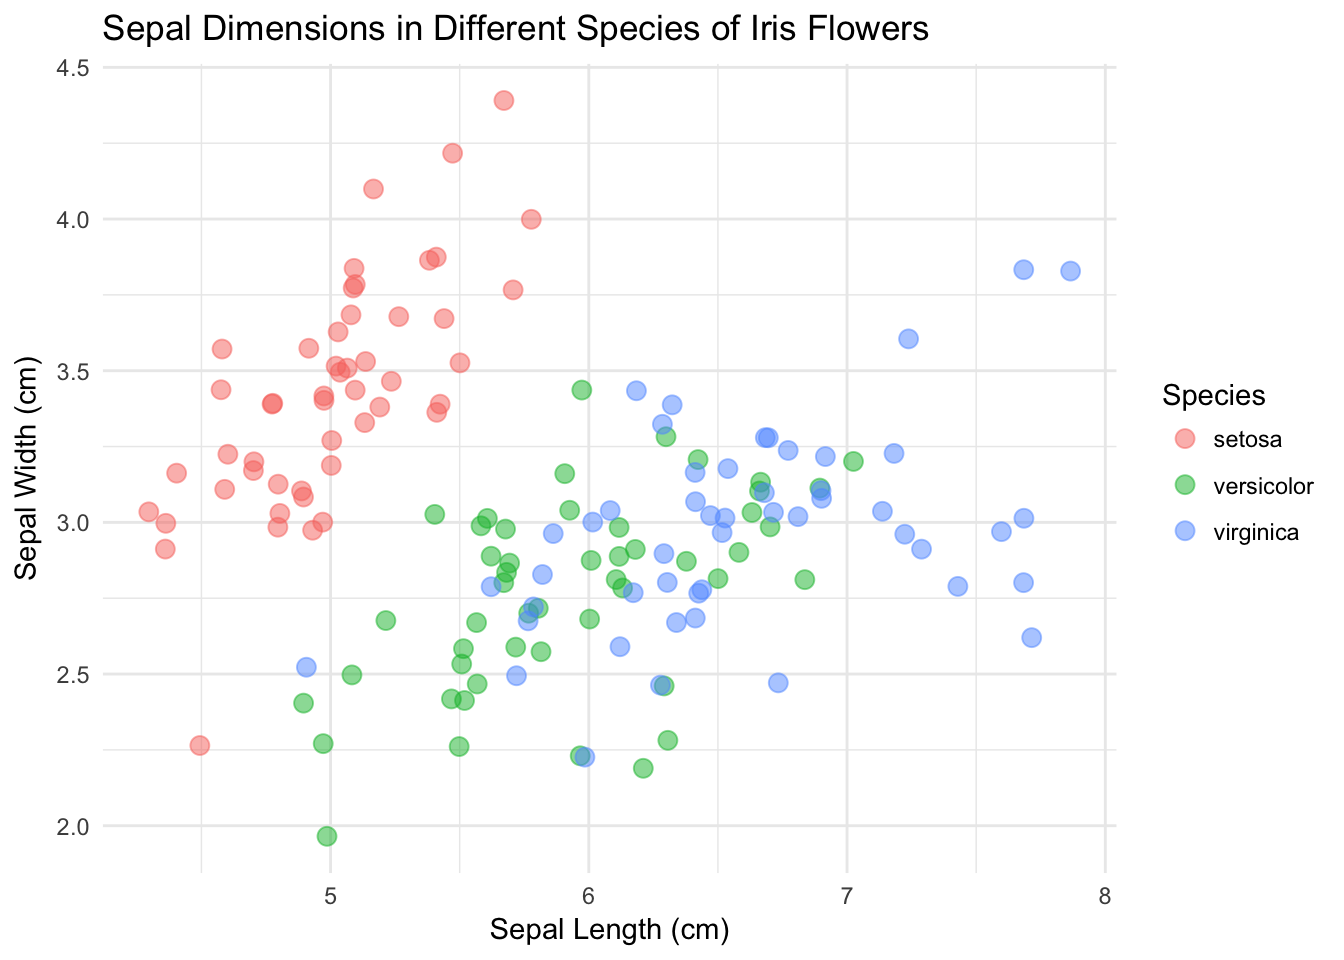 Sepal Dimensions in Different Species of Iris Flowers
4.5
4.0
3.5
3.0
2.5
2.0
Sepal Width (cm)
5 6 7 8
Sepal Length (cm)
Species
setosa
versicolor
virginica